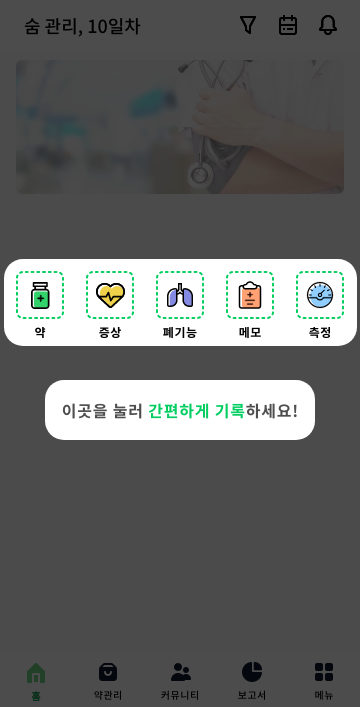 숨 관리, 10일차
약
증상
폐기능
메모
측정
이곳을 눌러 간편하게 기록하세요!
홈
약관리
커뮤니티
보고서
메뉴